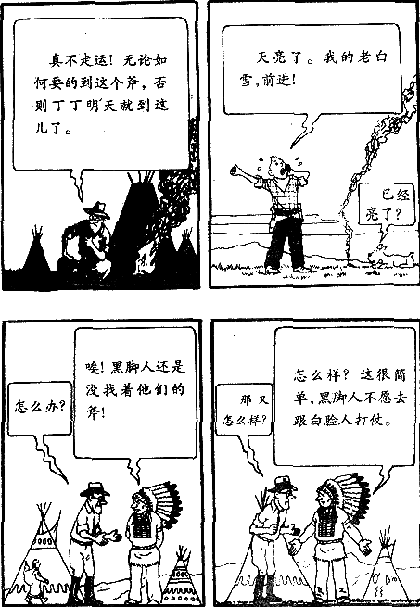 真不走运！无论如
何要的到这个斧，否
则丁丁明天就到这
儿了。
天亮了。我的老白
雪，前进！
已经
亮了？
怎么办？
唉！黑脚人还是
没找着他们的
斧！
那又
怎么样？
怎么样？这很简
单，黑脚人不愿去
跟白脸人打仗。